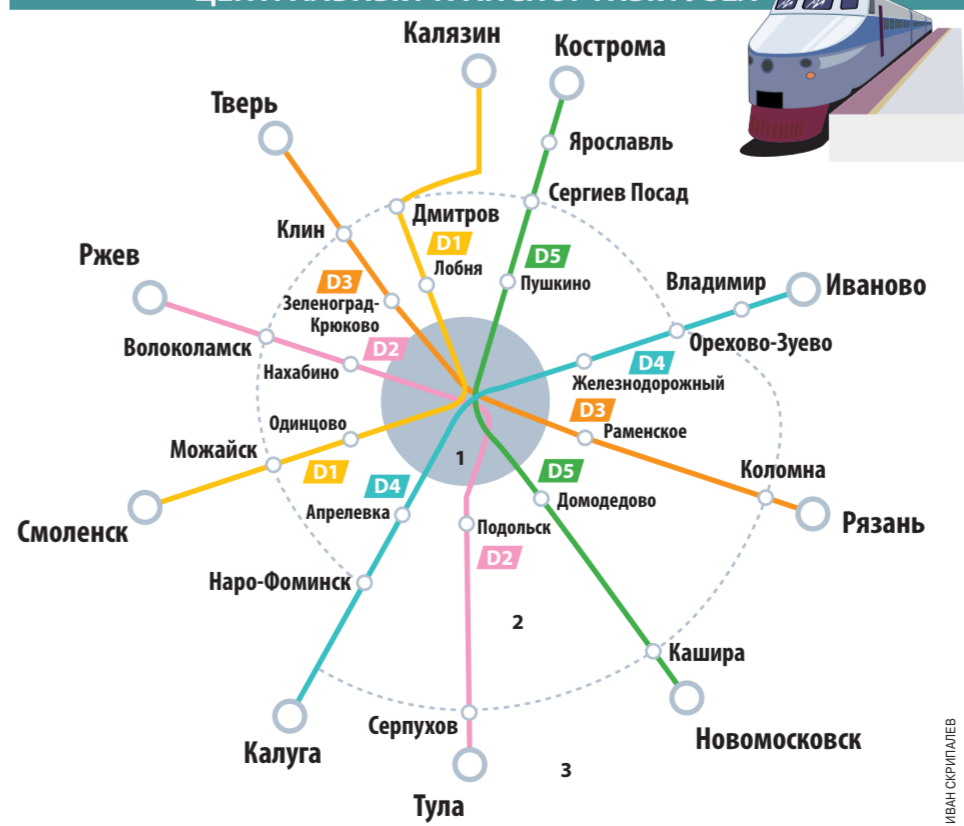 Калязин
Кострома
Тверь
Ярославль
Сергиев Посад
Дмитров
Клин
D1
Ржев
D5
Лобня
Пушкино
Владимир
Иваново
D3
Зеленоград-
Крюково
Волоколамск
D2
Орехово-Зуево
Нахабино
D4
Железнодорожный
D3
Одинцово
Раменское
Можайск
1
D1
D4
D5
Коломна
Смоленск
Апрелевка
Подольск
Домодедово
Рязань
D2
Наро-Фоминск
2
Кашира
Серпухов
Калуга
Новомосковск
3
Тула
ИВАН СКРИПАЛЕВ